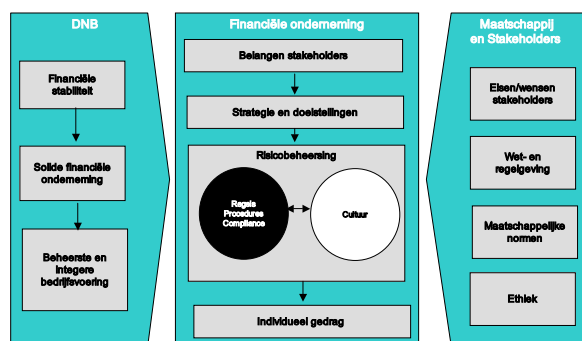 DNB
Financiële
stabiliteit
Solide financiële
onderneming
Beheerste en
integere
bedrijfsvoering
Financiële onderneming
Belangen stakeholders
Strategie en doelstellingen
Risicobeheersing
Regels
Procedures
Compliance
Cultuur
Individueel gedrag
Maatschappij
en Stakeholders
Eisen/wensen
stakeholders
Wet- en
regelgeving
Maatschappelijke
normen
Ethiek